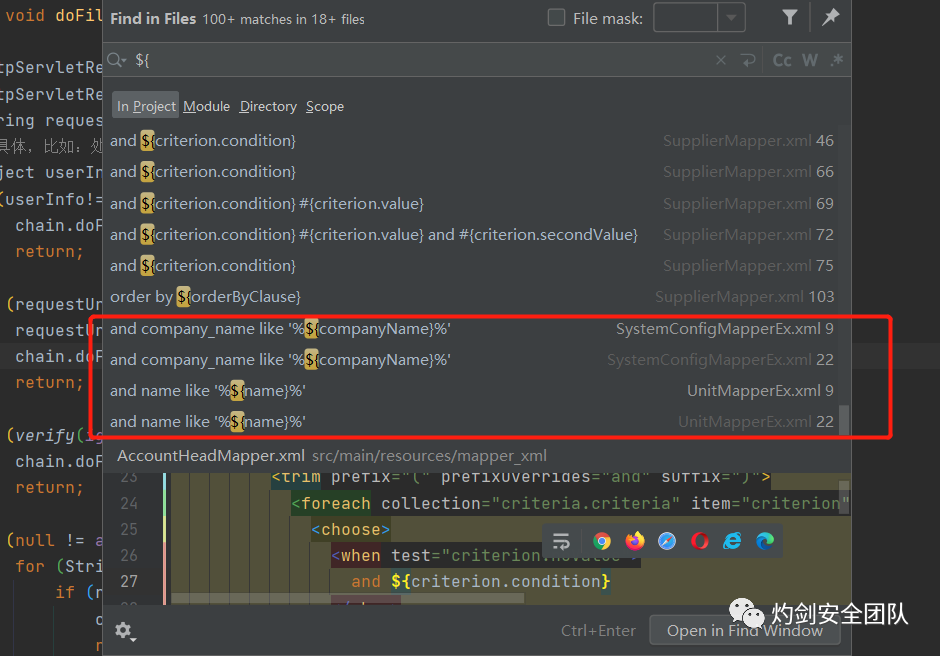 void doFil
Find in Files 100+ matches in 18+ files
File mask:
tpServletRe
${
Cc W .*
tpServletRe
ring reques
In Project Module Directory Scope
具体，比如：处
and ${criterion.condition} SupplierMapper.xml 46
ject userIn
and ${criterion.condition} SupplierMapper.xml 66
(userInfo!=
and ${criterion.condition} #{criterion.value} SupplierMapper.xml 69
chain.doF
and ${criterion.condition} #{criterion.value} and #{criterion.secondValue} SupplierMapper.xml 72
return;
and ${criterion.condition} SupplierMapper.xml 75
(requestUr
order by ${orderByClause} SupplierMapper.xml 103
requestUr
and company_name like '%${companyName}%' SystemConfigMapperEx.xml 9
chain.doF
and company_name like '%${companyName}%' SystemConfigMapperEx.xml 22
return;
and name like '%${name}%' UnitMapperEx.xml 9
(verify(ig
and name like '%${name}%' UnitMapperEx.xml 22
chain.doF
AccountHeadMapper.xml src/main/resources/mapper_xml
return;
23 <trim prefix="(" prefixOverrides="and" suffix=")">
24 <foreach collection="criteria.criteria" item="criterion"
25 <choose>
(null != a
26 <when test="criterion.noValue">
for (Stri
27 and ${criterion.condition}
if (r
灼剑安全团队
Ctrl+Enter Open in Find Window